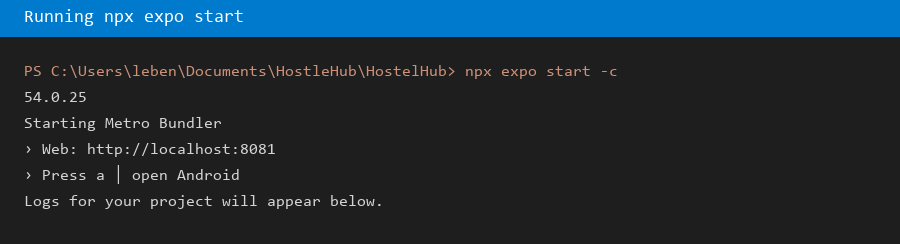 Running npx expo start
PS C:\Users\leben\Documents\HostleHub\HostelHub> npx expo start -c
54.0.25
Starting Metro Bundler
› Web: http://localhost:8081
› Press a │ open Android
Logs for your project will appear below.